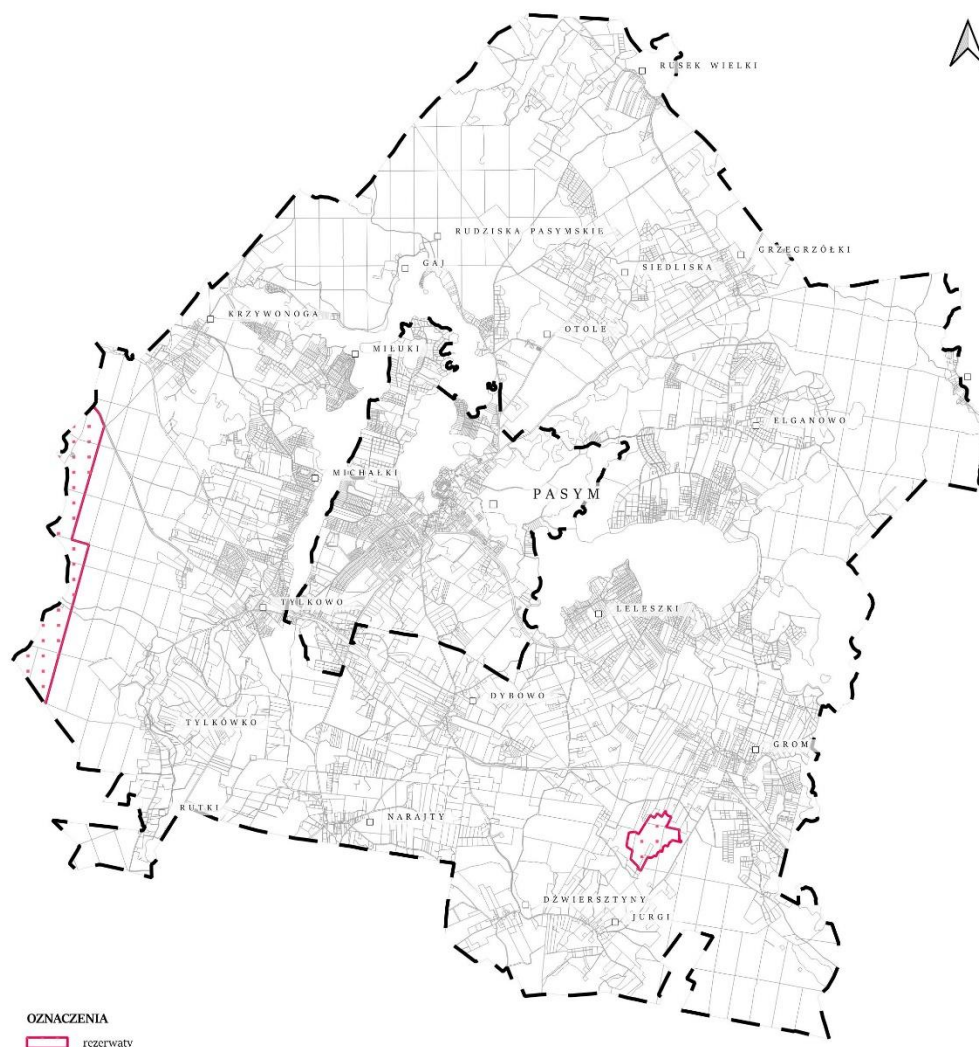 RUSEK WIELKI
RUDZISKA PASYMSKIE
GRZEGRZÓŁKI
GAJ
SIEDLISKA
KRZYWONOGA
OTOLE
MIŁUKI
ELGANOWO
MICHAŁKI
PASYM
TYLKOWO
LELESZKI
DYBOWO
TYLKÓWKO
GROM
RUTKI
NARAJTY
DŹWIERSZTYNY
JURGI
OZNACZENIA
rezerwaty